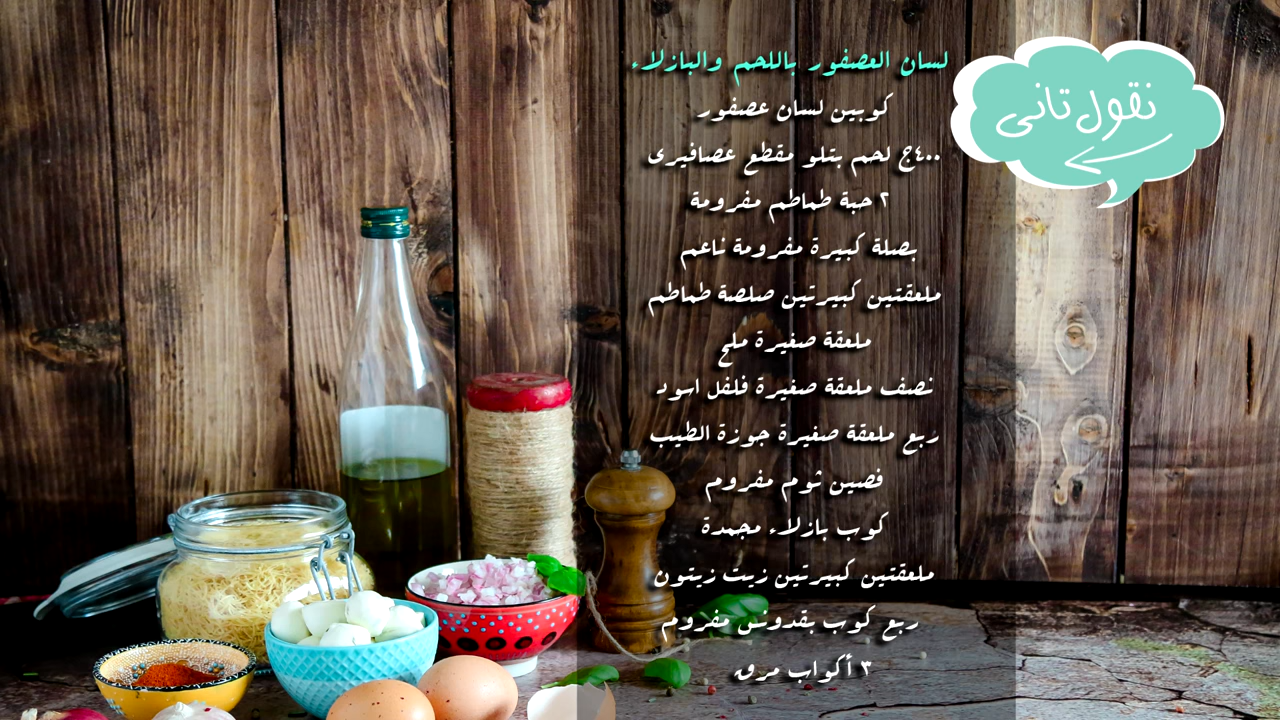 نقول تانى
لسان العصفور باللحم والبازلاء
كوبين لسان عصفور
٤٠٠ج لحم بتلو مقطع عصافيرى
٢ حبة طماطم مفرومة
بصلة كبيرة مفرومة ناعم
ملعقتين كبيرتين صلصة طماطم
ملعقة صغيرة ملح
نصف ملعقة صغيرة فلفل اسود
ربع ملعقة صغيرة جوزة الطيب
فصين ثوم مفروم
كوب بازلاء مجمدة
ملعقتين كبيرتين زيت زيتون
ربع كوب بقدونس مفروم
٣ أكواب مرق